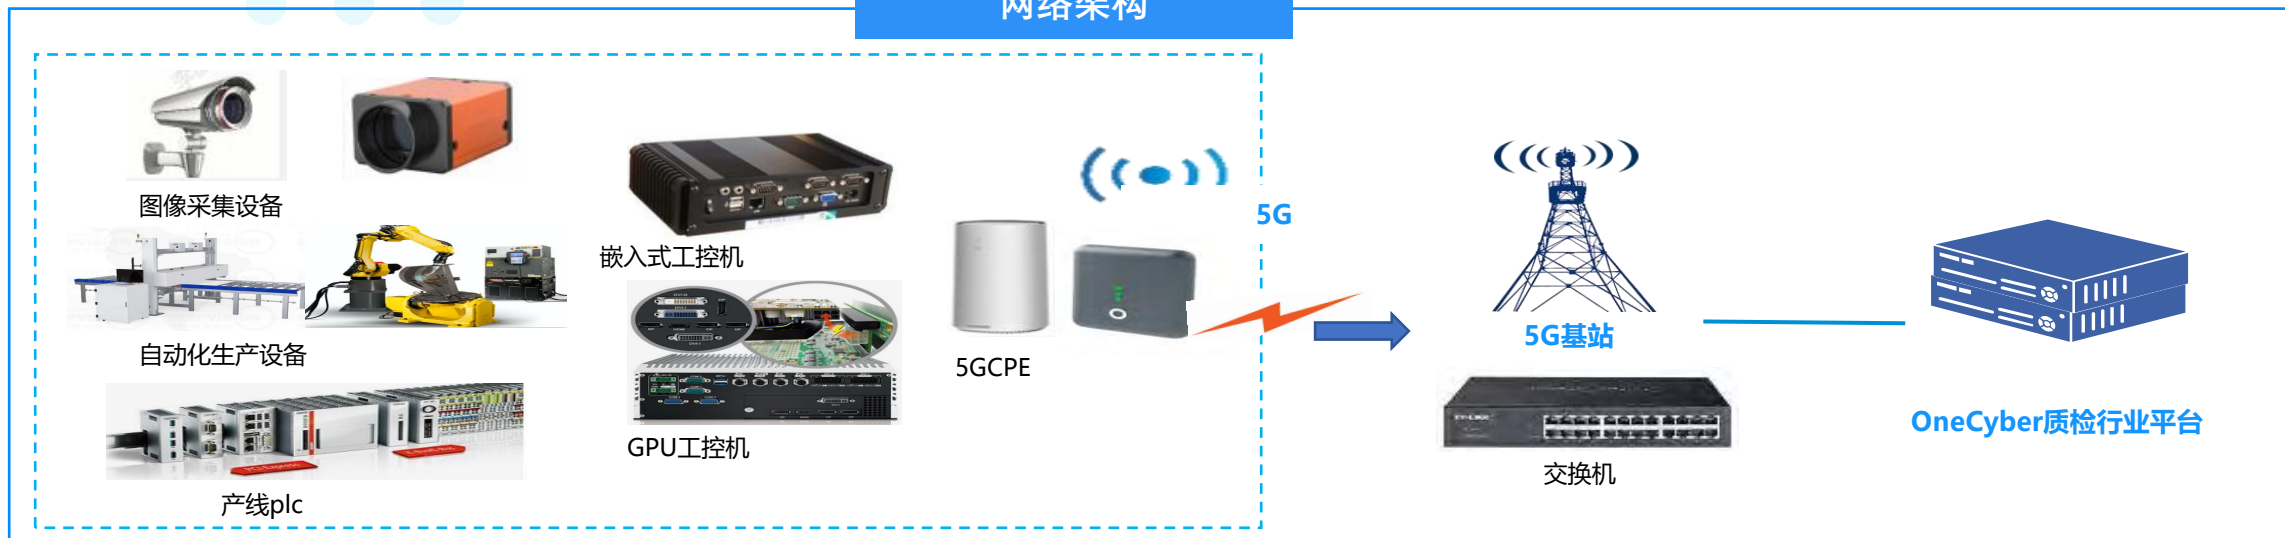 网络架构
图像采集设备
自动化生产设备
产线plc
嵌入式工控机
GPU工控机
5GCPE
5G
5G基站
交换机
OneCyber质检行业平台